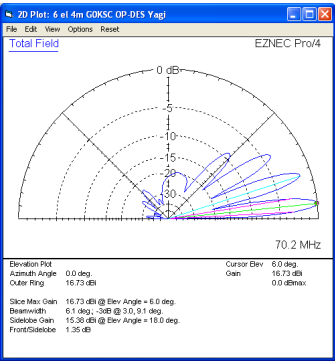 2D Plot: 6 el 4m G0KSC OP-DES Yagi
File Edit View Options Reset
Total Field EZNEC Pro/4
0 dB
-5
-10
-15
-20
-30
70.2 MHz
Elevation Plot Cursor Elev 6.0 deg.
Azimuth Angle 0.0 deg. Gain 16.73 dBi
Outer Ring 16.73 dBi 0.0 dBmax
Slice Max Gain 16.73 dBi @ Elev Angle = 6.0 deg.
Beamwidth 6.1 deg.; -3dB @ 3.0, 9.1 deg.
Sidelobe Gain 15.38 dBi @ Elev Angle = 18.0 deg.
Front/Sidelobe 1.35 dB